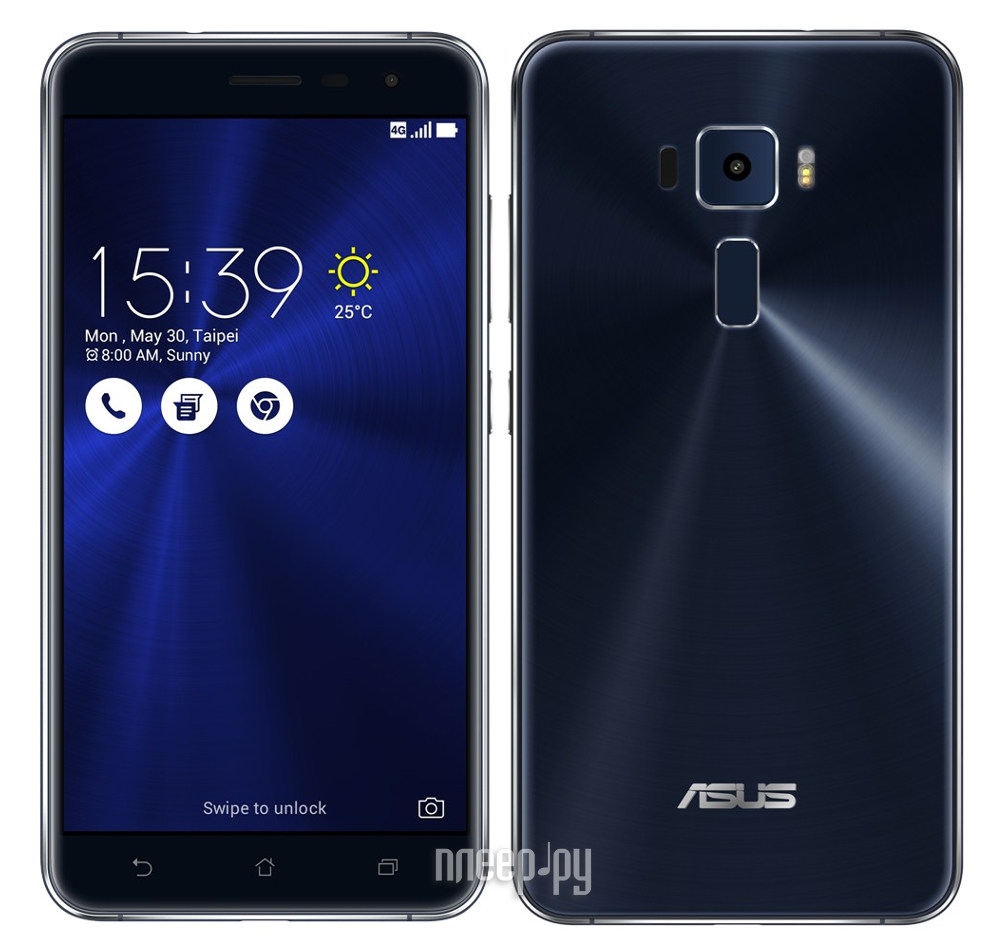 4G
15:39
25°C
Mon , May 30, Taipei
8:00 AM, Sunny
Swipe to unlock
ASUS
плеер.ру